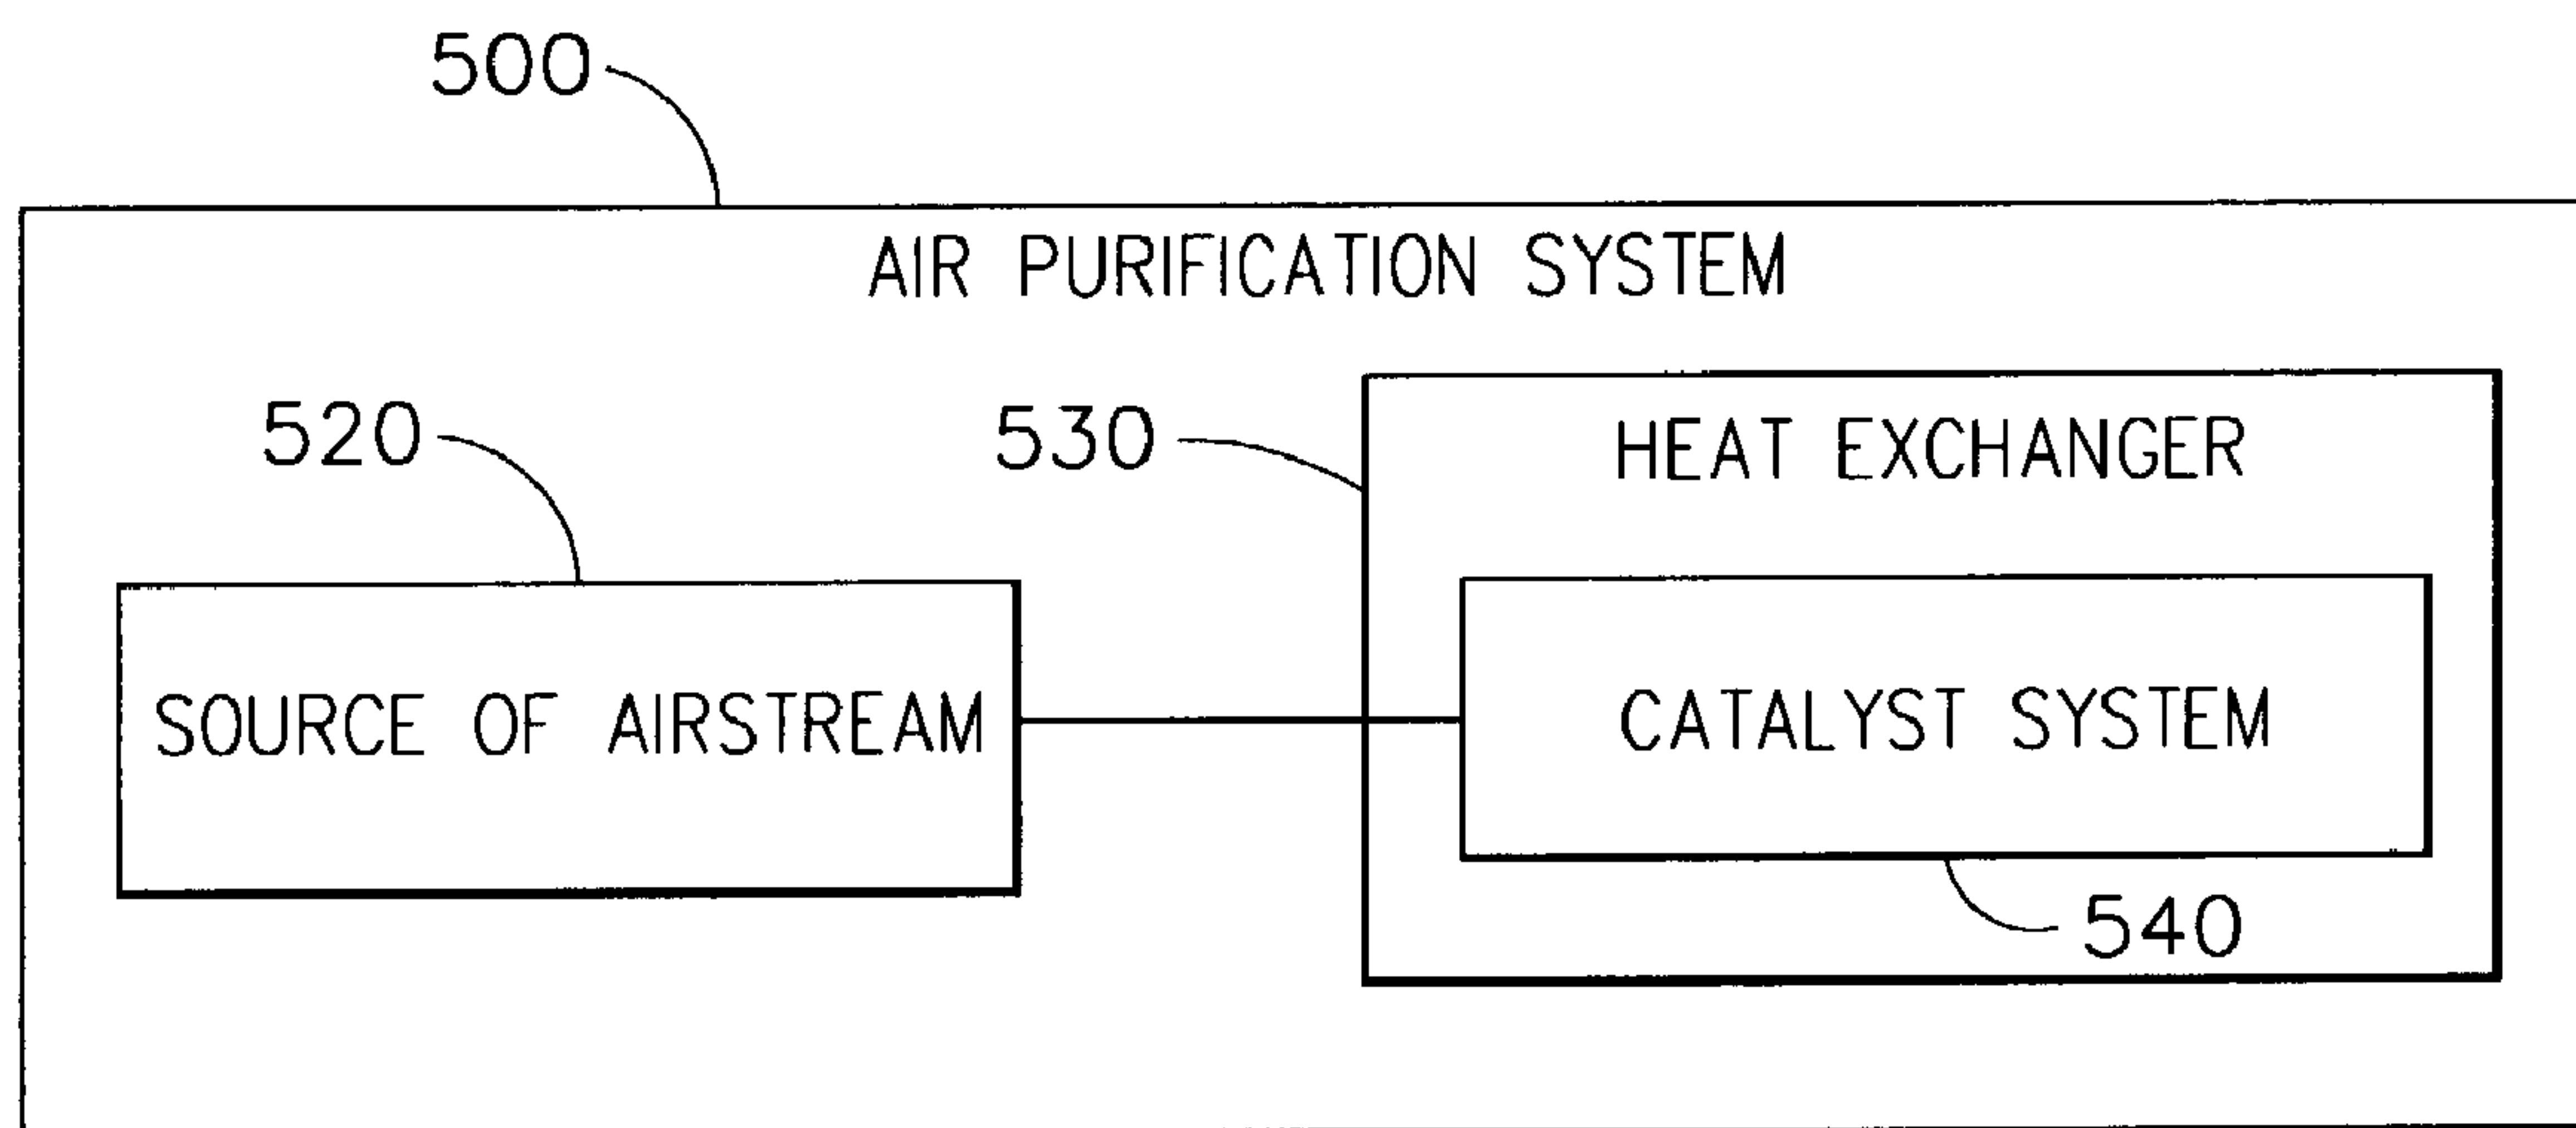 500
AIR PURIFICATION SYSTEM
520
530
HEAT EXCHANGER
SOURCE OF AIRSTREAM
CATALYST SYSTEM
540